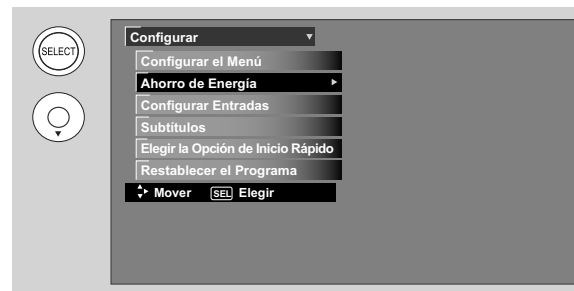 SELECT
Configurar
Configurar el Menú
Ahorro de Energía
Configurar Entradas
Subtítulos
Elegir la Opción de Inicio Rápido
Restablecer el Programa
Mover SEL Elegir